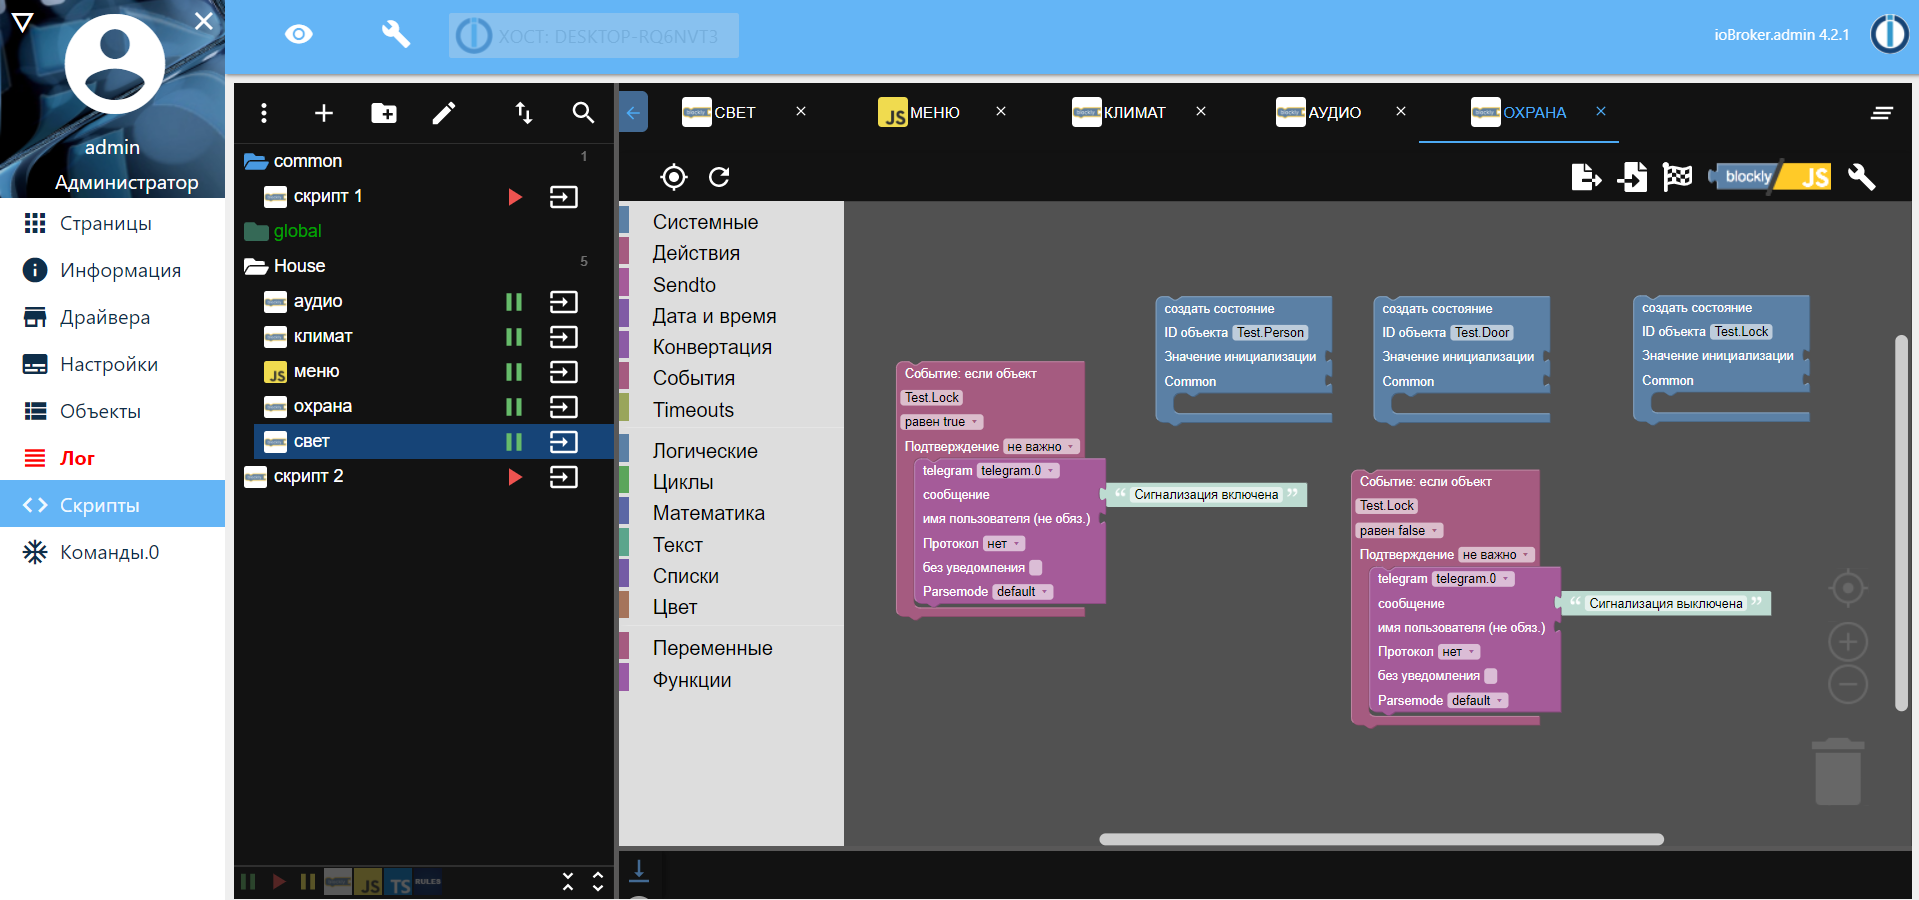 admin
Администратор
Страницы
Информация
Драйвера
Настройки
Объекты
Лог
Скрипты
Команды.0
ХОСТ: DESKTOP-RQ6NVT3
ioBroker.admin 4.2.1
common 1
скрипт 1
global
House 5
аудио
климат
JS меню
охрана
свет
скрипт 2
JS TS RULES
blockly СВЕТ
JS МЕНЮ
blockly КЛИМАТ
blockly АУДИО
blockly ОХРАНА
blockly JS
Системные
Действия
Sendto
Дата и время
Конвертация
События
Timeouts
Логические
Циклы
Математика
Текст
Списки
Цвет
Переменные
Функции
Событие: если объект
Test.Lock
равен true
Подтверждение не важно
telegram telegram.0
сообщение “ Сигнализация включена ”
имя пользователя (не обяз.)
Протокол нет
без уведомления
Parsemode default
создать состояние
ID объекта Test.Person
Значение инициализации
Common
создать состояние
ID объекта Test.Door
Значение инициализации
Common
создать состояние
ID объекта Test.Lock
Значение инициализации
Common
Событие: если объект
Test.Lock
равен false
Подтверждение не важно
telegram telegram.0
сообщение “ Сигнализация выключена ”
имя пользователя (не обяз.)
Протокол нет
без уведомления
Parsemode default